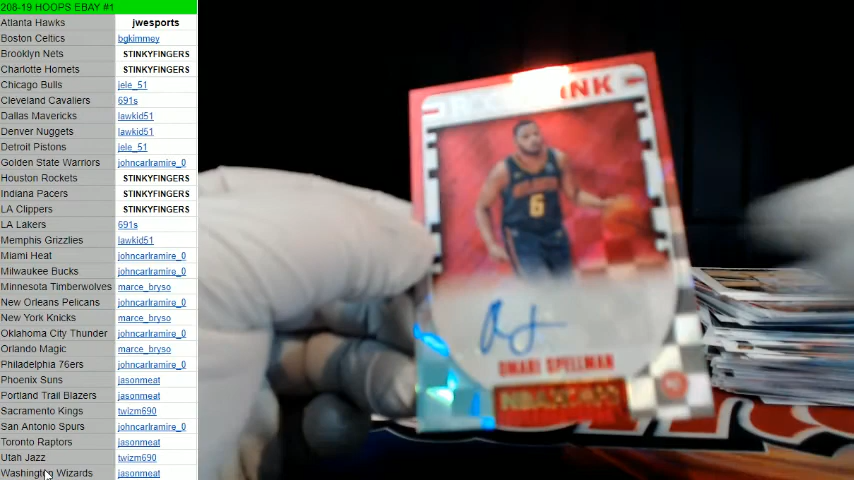 208-19 HOOPS EBAY #1
Atlanta Hawks jwesports
Boston Celtics bgkimmey
Brooklyn Nets STINKYFINGERS
Charlotte Hornets STINKYFINGERS
Chicago Bulls jele_51
Cleveland Cavaliers 691s
Dallas Mavericks lawkid51
Denver Nuggets lawkid51
Detroit Pistons jele_51
Golden State Warriors johncarlramire_0
Houston Rockets STINKYFINGERS
Indiana Pacers STINKYFINGERS
LA Clippers STINKYFINGERS
LA Lakers 691s
Memphis Grizzlies lawkid51
Miami Heat johncarlramire_0
Milwaukee Bucks johncarlramire_0
Minnesota Timberwolves marce_bryso
New Orleans Pelicans johncarlramire_0
New York Knicks marce_bryso
Oklahoma City Thunder johncarlramire_0
Orlando Magic marce_bryso
Philadelphia 76ers johncarlramire_0
Phoenix Suns jasonmeat
Portland Trail Blazers jasonmeat
Sacramento Kings twizm690
San Antonio Spurs johncarlramire_0
Toronto Raptors jasonmeat
Utah Jazz twizm690
Washington Wizards jasonmeat
INK
6
OMARI SPELLMAN